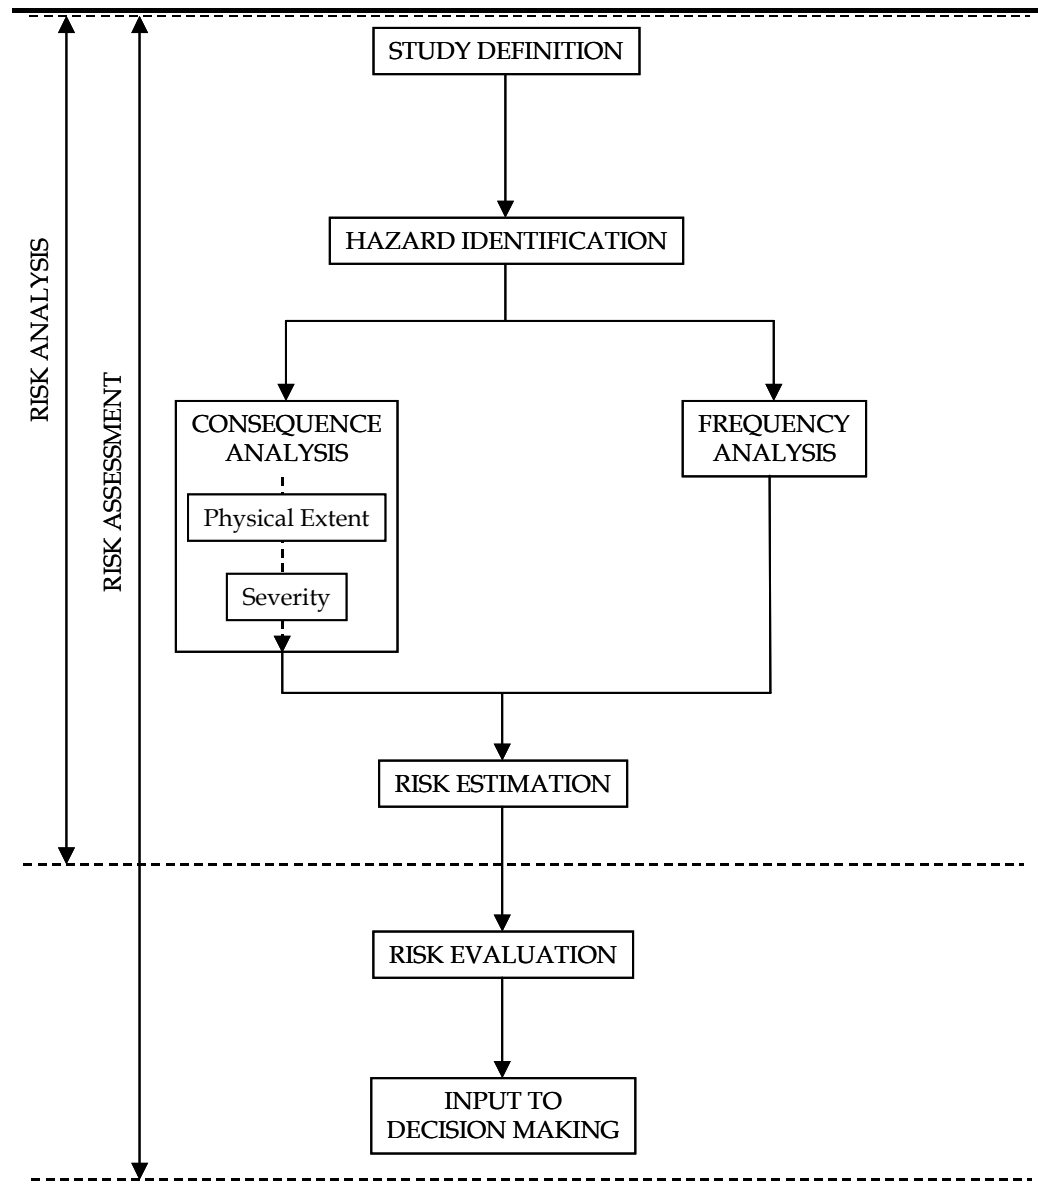 STUDY DEFINITION
HAZARD IDENTIFICATION
RISK ANALYSIS
RISK ASSESSMENT
CONSEQUENCE
ANALYSIS
Physical Extent
Severity
FREQUENCY
ANALYSIS
RISK ESTIMATION
RISK EVALUATION
INPUT TO
DECISION MAKING